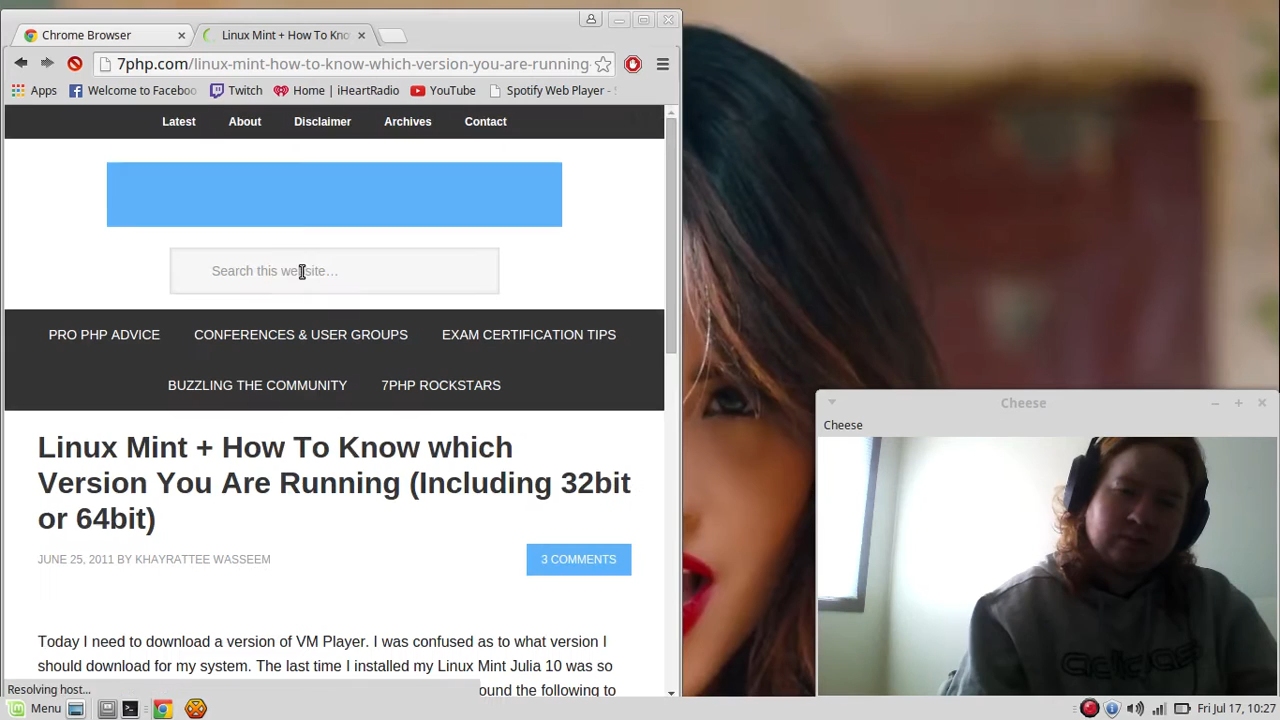 Chrome Browser
Linux Mint + How To Kno
7php.com/linux-mint-how-to-know-which-version-you-are-running-
Apps Welcome to Faceboo Twitch Home | iHeartRadio YouTube Spotify Web Player - S
Latest About Disclaimer Archives Contact
Search this website…
PRO PHP ADVICE CONFERENCES & USER GROUPS EXAM CERTIFICATION TIPS
BUZZLING THE COMMUNITY 7PHP ROCKSTARS
Linux Mint + How To Know which
Version You Are Running (Including 32bit
or 64bit)
JUNE 25, 2011 BY KHAYRATTEE WASSEEM
3 COMMENTS
Today I need to download a version of VM Player. I was confused as to what version I
should download for my system. The last time I installed my Linux Mint Julia 10 was so
ound the following to
Resolving host...
Cheese
Cheese
Menu
Fri Jul 17, 10:27